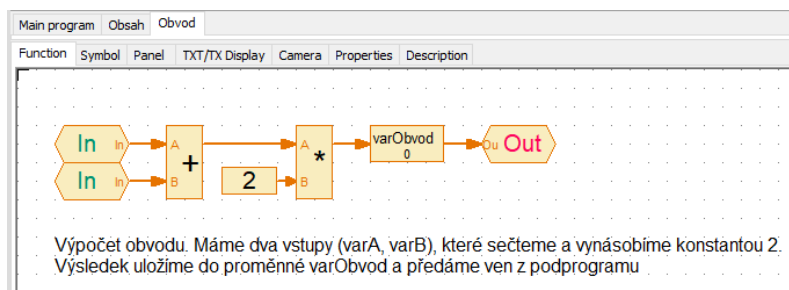 Main program Obsah Obvod
Function Symbol Panel TXT/TX Display Camera Properties Description
In In A A varObvod 0 Ou Out
+ *
In In B 2 B
Výpočet obvodu. Máme dva vstupy (varA, varB), které sečteme a vynásobíme konstantou 2.
Výsledek uložíme do proměnné varObvod a předáme ven z podprogramu